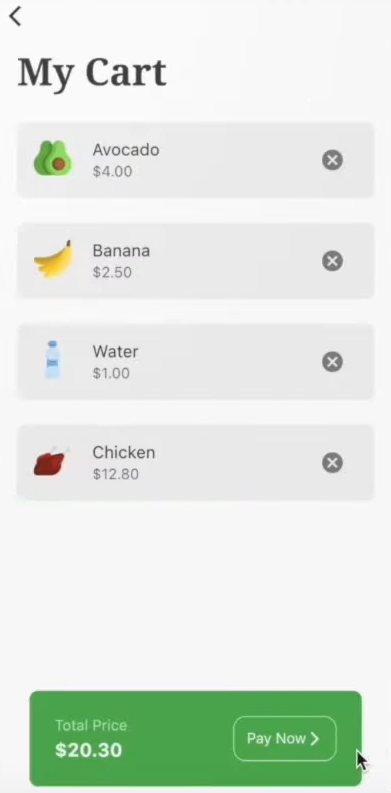 My Cart
Avocado
$4.00
Banana
$2.50
Water
$1.00
Chicken
$12.80
Total Price
$20.30
Pay Now